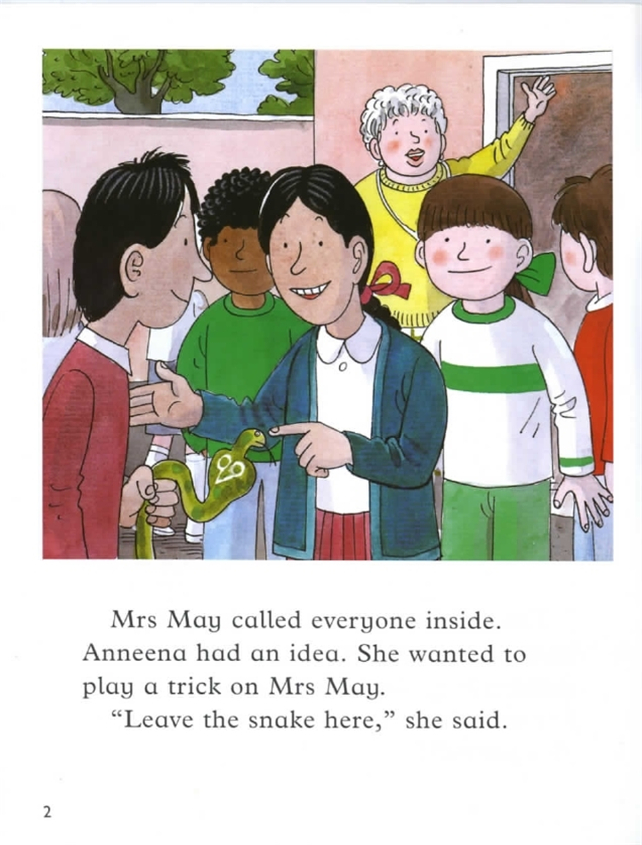 Mrs May called everyone inside.
Anneena had an idea. She wanted to
play a trick on Mrs May.
“Leave the snake here,” she said.
2